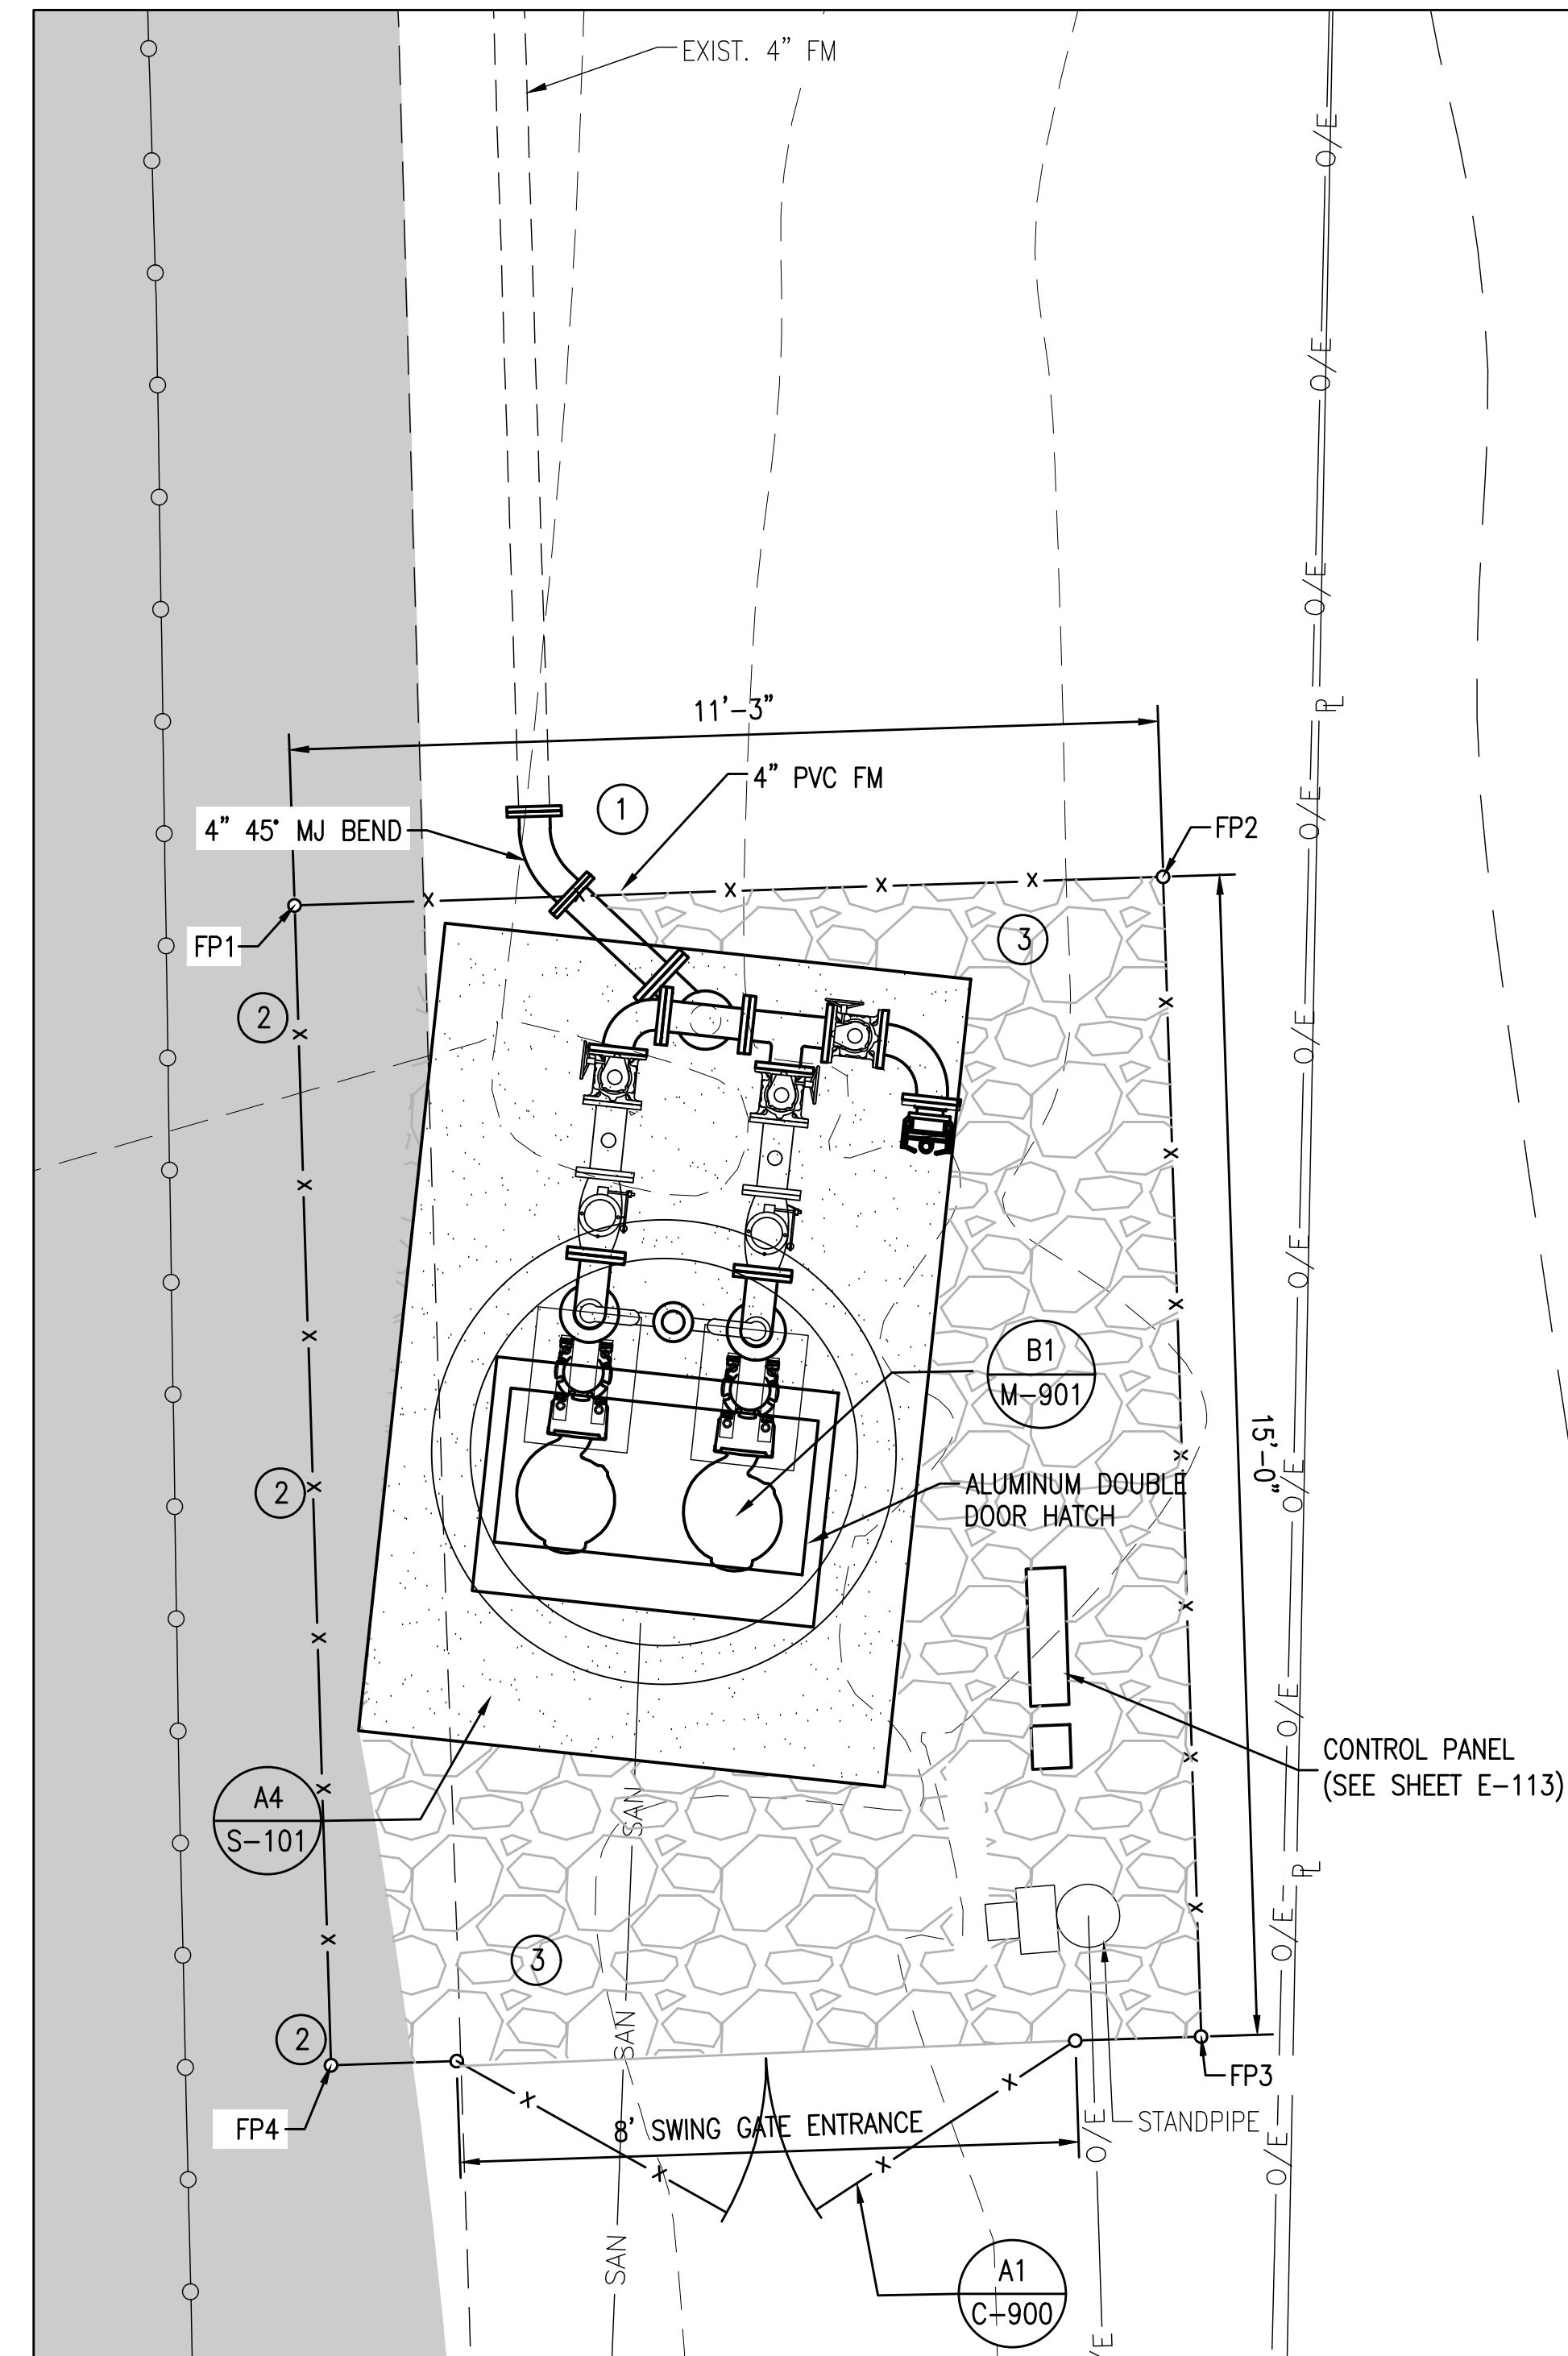 EXIST. 4” FM
O/E
O/E
O/E
PL
11’-3”
4” PVC FM
1
4” 45° MJ BEND
O/E
FP2
X X X X X
FP1
3
2
X X
O/E
X X
O/E
X X
B1
M-901
X X
15’-0”
2
ALUMINUM DOUBLE
DOOR HATCH
O/E
X X
CONTROL PANEL
(SEE SHEET E-113)
O/E
X X
A4
S-101
SAN
PL
X X
3
O/E
SAN
2
FP3
FP4
X X
STANDPIPE
8’ SWING GATE ENTRANCE
O/E
O/E
X X
SAN
A1
C-900
/E